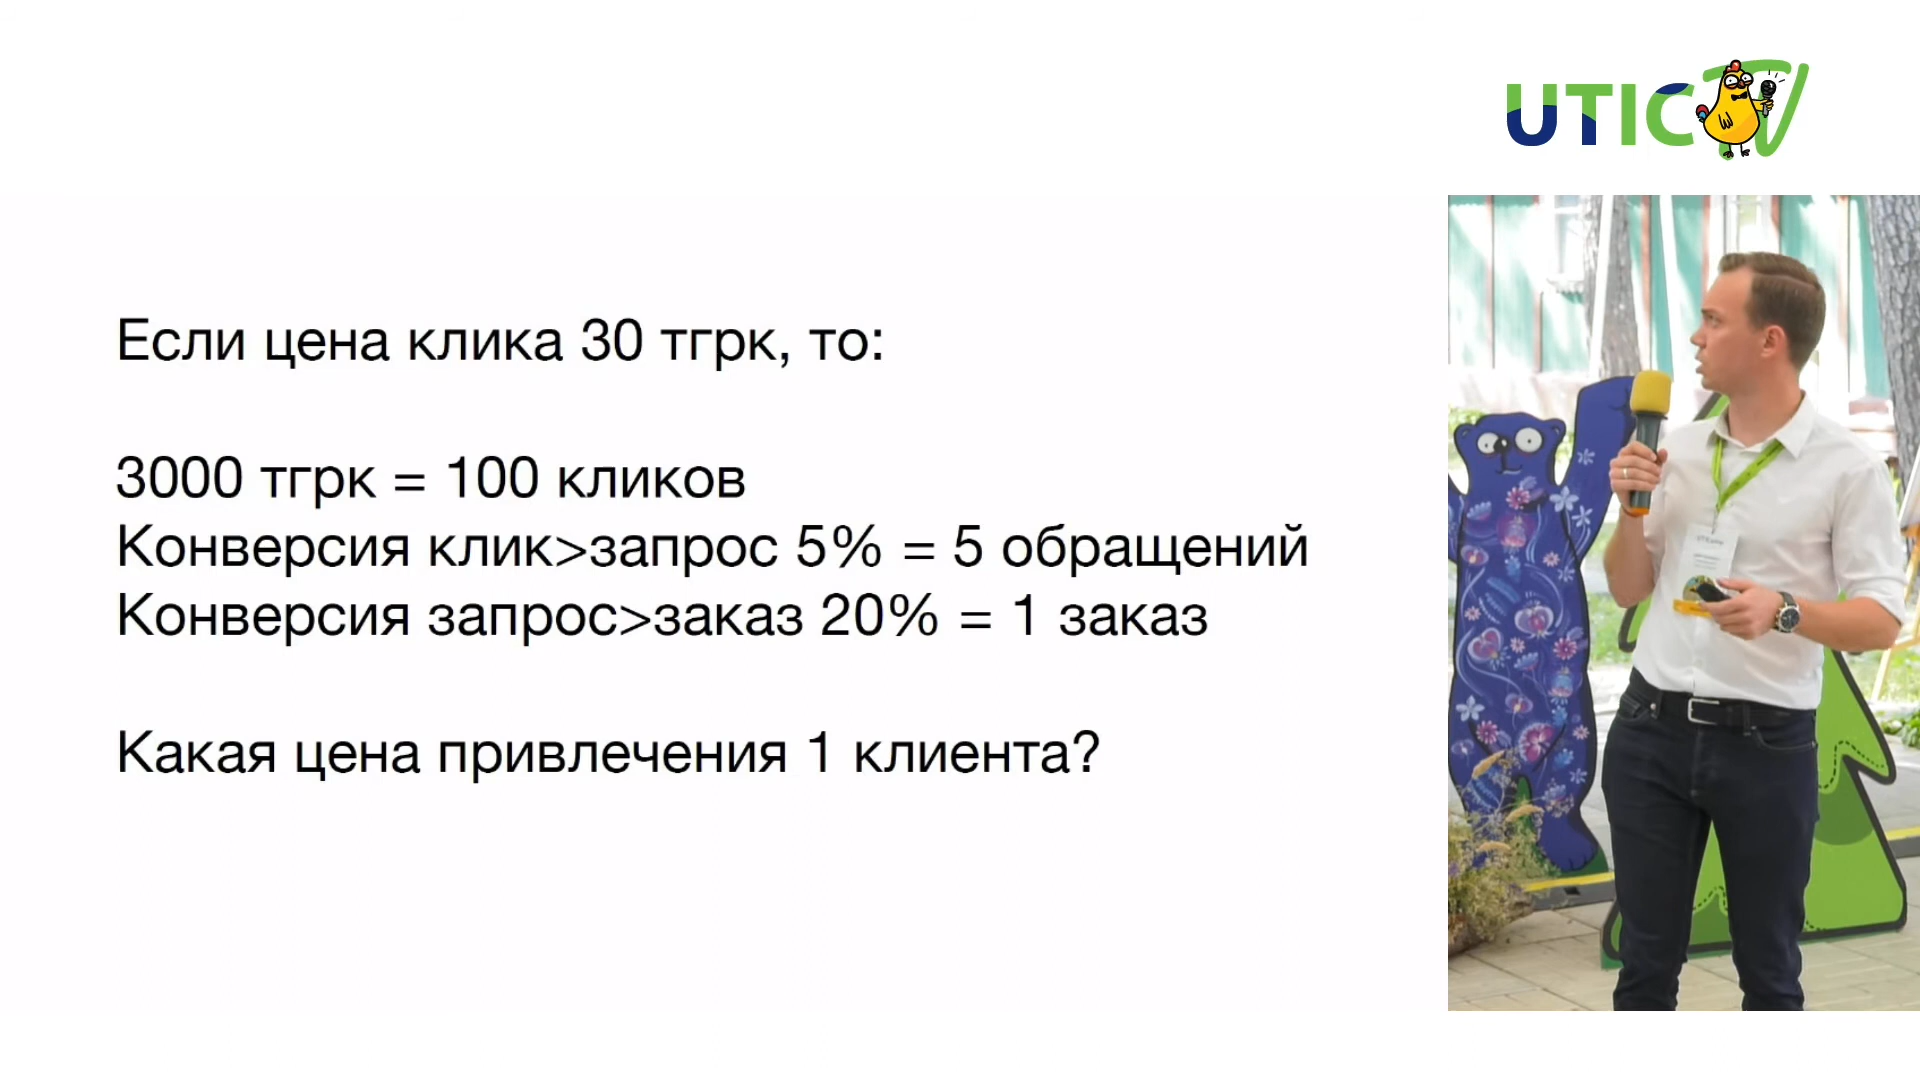 UTIC TV
Если цена клика 30 тгрк, то:
3000 тгрк = 100 кликов
Конверсия клик>запрос 5% = 5 обращений
Конверсия запрос>заказ 20% = 1 заказ
Какая цена привлечения 1 клиента?